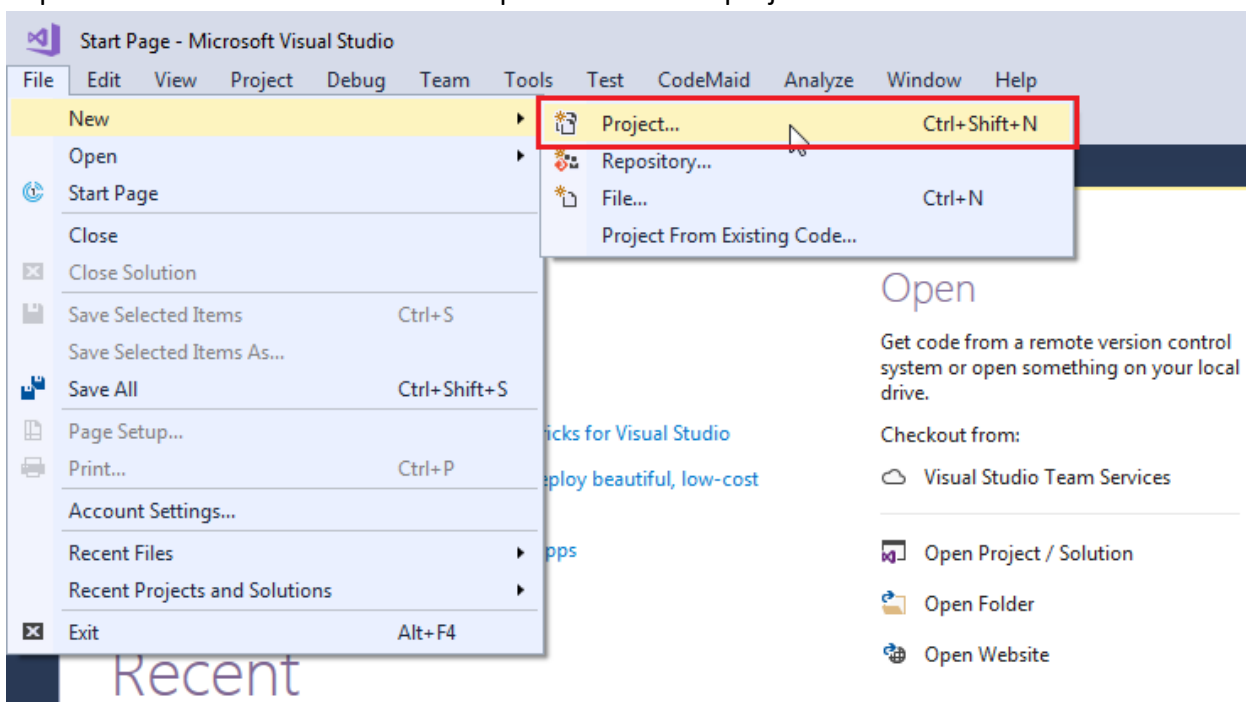 Start Page - Microsoft Visual Studio
File Edit View Project Debug Team Tools Test CodeMaid Analyze Window Help
New
Project... Ctrl+Shift+N
Open
Repository...
Start Page
File... Ctrl+N
Close
Project From Existing Code...
Close Solution
Save Selected Items Ctrl+S
Save Selected Items As...
Save All Ctrl+Shift+S
Page Setup...
Print... Ctrl+P
Account Settings...
Recent Files
Recent Projects and Solutions
Exit Alt+F4
for Visual Studio
beautiful, low-cost
Recent
Open
Get code from a remote version control
system or open something on your local
drive.
Checkout from:
Visual Studio Team Services
Open Project / Solution
Open Folder
Open Website